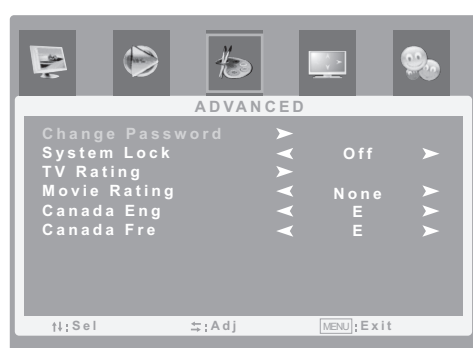 ADVANCED
Change Password ➤
System Lock ◄ Off ➤
TV Rating ➤
Movie Rating ◄ None ➤
Canada Eng ◄ E ➤
Canada Fre ◄ E ➤
↑↓:Sel ⇆:Adj MENU:Exit